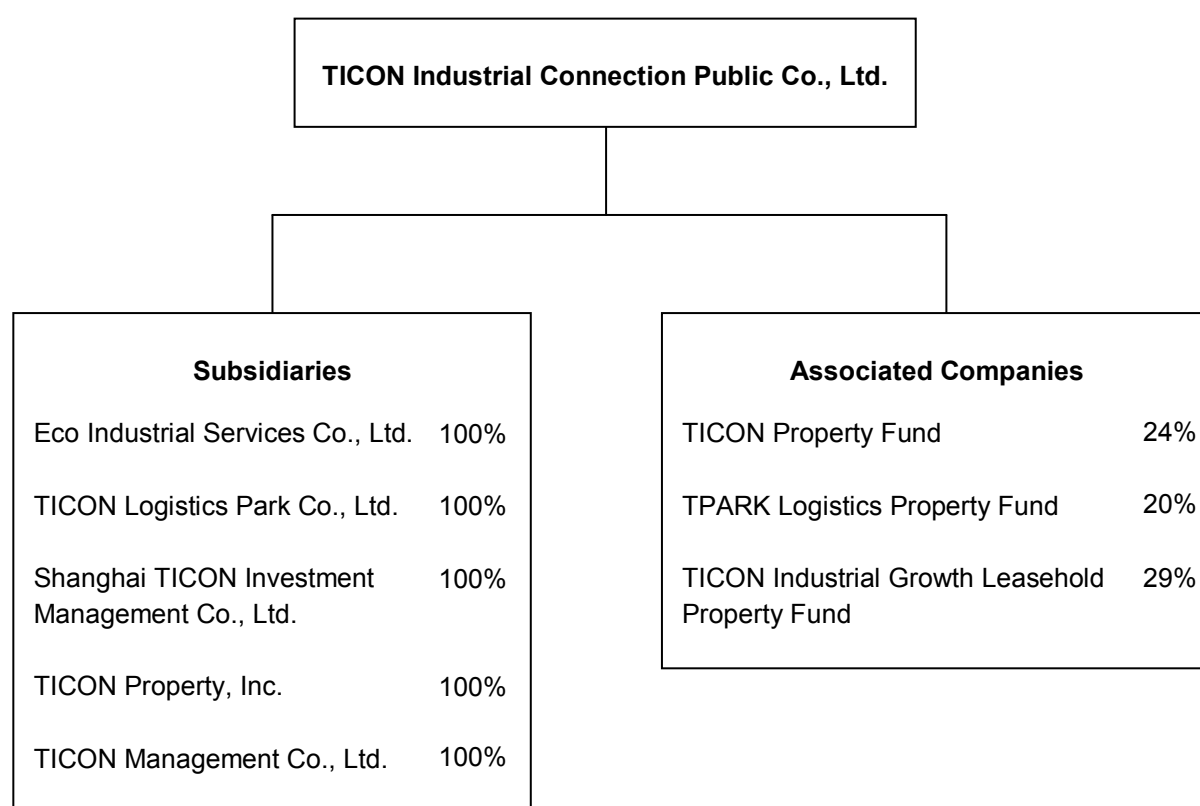 TICON Industrial Connection Public Co., Ltd.
Subsidiaries
Eco Industrial Services Co., Ltd. 100%
TICON Logistics Park Co., Ltd. 100%
Shanghai TICON Investment 100%
Management Co., Ltd.
TICON Property, Inc. 100%
TICON Management Co., Ltd. 100%
Associated Companies
TICON Property Fund 24%
TPARK Logistics Property Fund 20%
TICON Industrial Growth Leasehold 29%
Property Fund